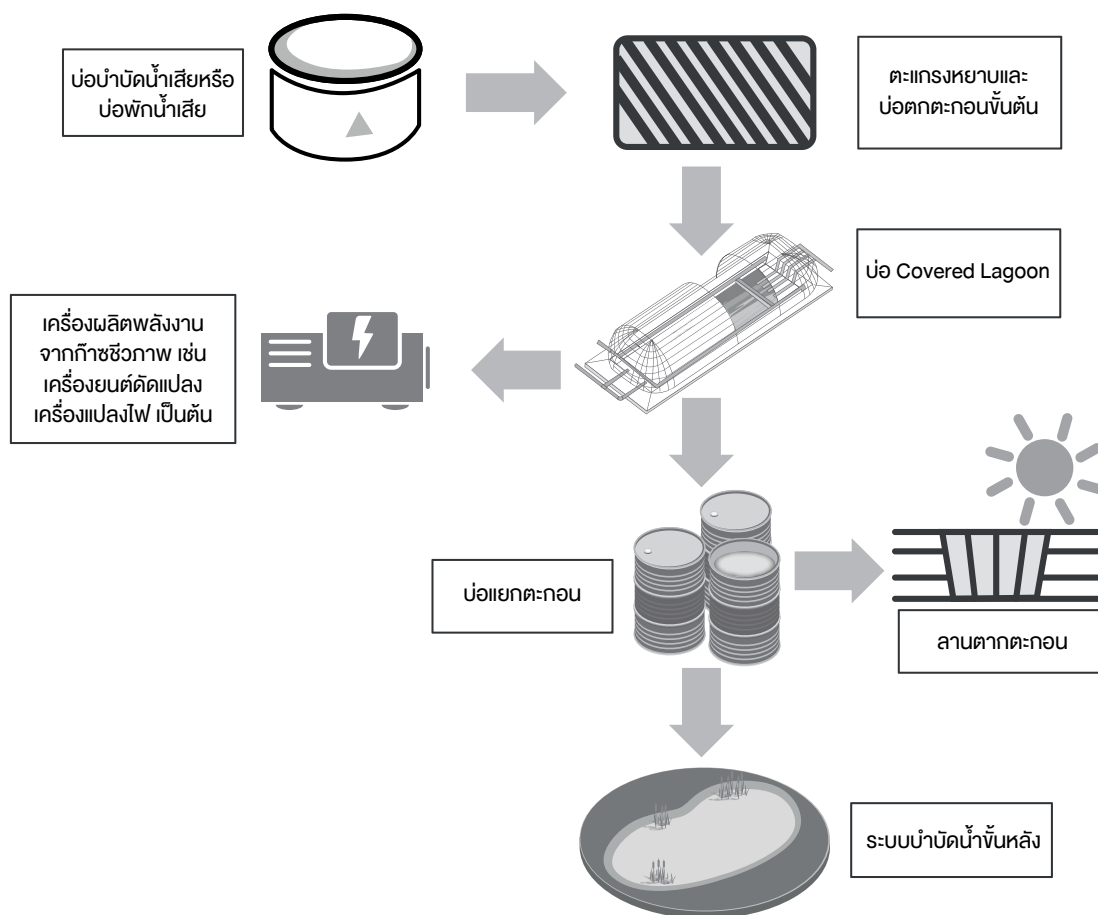 บ่อบำบัดน้ำเสียหรือ
บ่อพักน้ำเสีย
ตะแกรงหยาบและ
บ่อตกตะกอนขั้นต้น
บ่อ Covered Lagoon
เครื่องผลิตพลังงาน
จากก๊าซชีวภาพ เช่น
เครื่องยนต์ดัดแปลง
เครื่องแปลงไฟ เป็นต้น
บ่อแยกตะกอน
ลานตากตะกอน
ระบบบำบัดน้ำขั้นหลัง